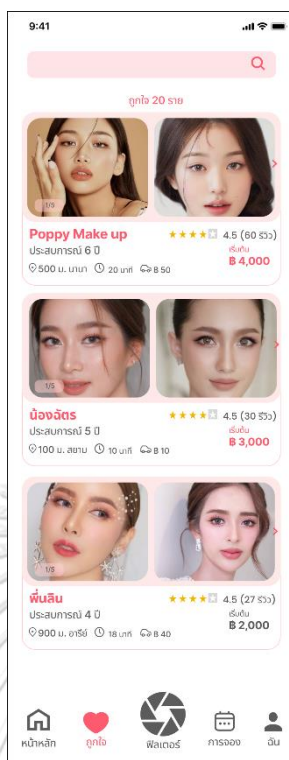 9:41
ถูกใจ 20 ราย
1/5
Poppy Make up 4.5 (60 รีวิว)
ประสบการณ์ 6 ปี เริ่มต้น
500 ม. นานา 20 นาที ฿ 50 ฿ 4,000
1/5
น้องฉัตร 4.5 (30 รีวิว)
ประสบการณ์ 5 ปี เริ่มต้น
100 ม. สยาม 10 นาที ฿ 10 ฿ 3,000
1/5
พี่นสิน 4.5 (27 รีวิว)
ประสบการณ์ 4 ปี เริ่มต้น
900 ม. อารีย์ 18 นาที ฿ 40 ฿ 2,000
หน้าหลัก ถูกใจ ฟิลเตอร์ การจอง ฉัน